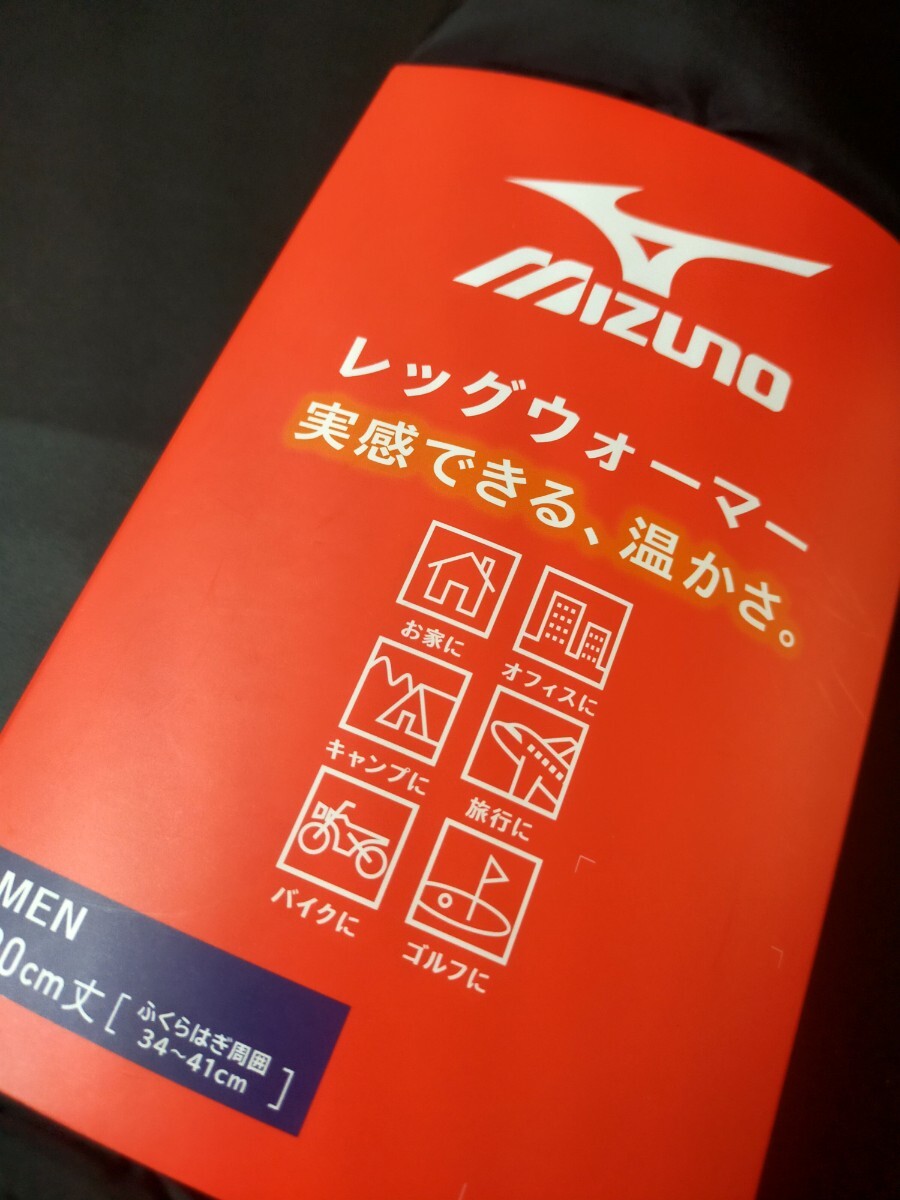 MIZUNO
レッグウォーマー
実感できる、温かさ。
お家に
オフィスに
キャンプに
旅行に
バイクに
ゴルフに
MEN
0cm丈
ふくらはぎ周囲
34〜41cm